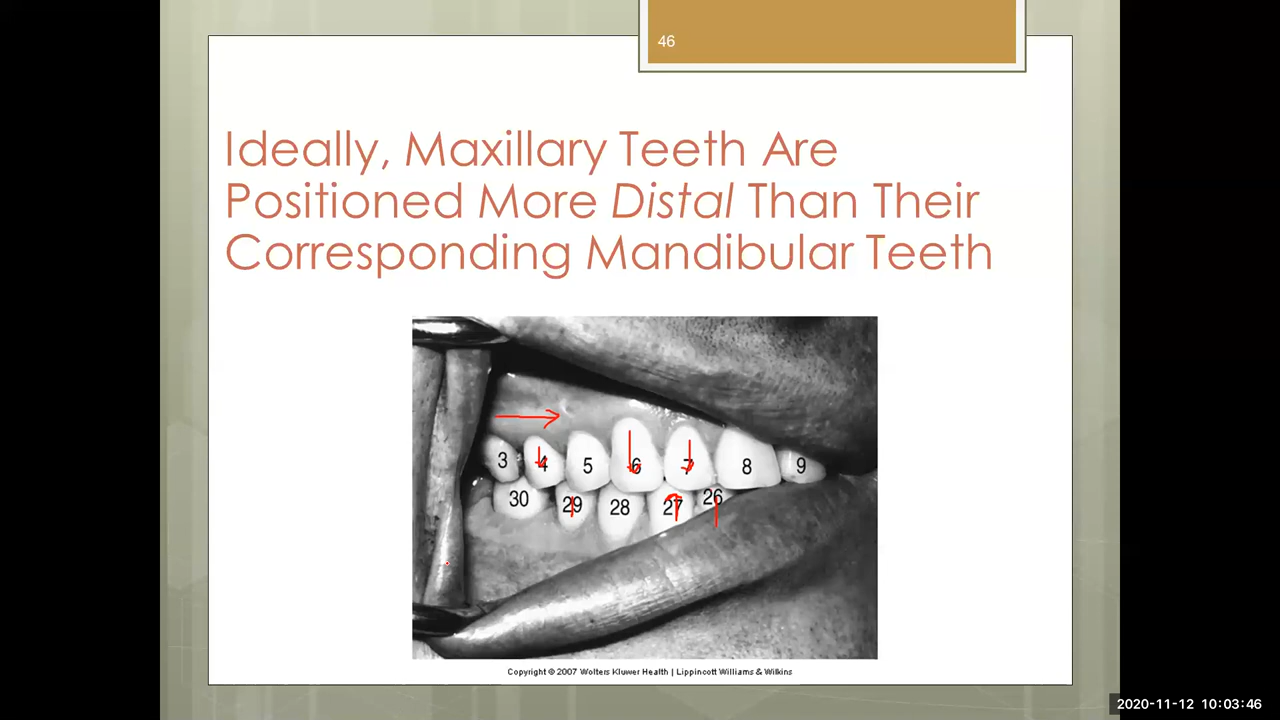 46
Ideally, Maxillary Teeth Are
Positioned More Distal Than Their
Corresponding Mandibular Teeth
3 4 5 6 7 8 9
30 29 28 27 26
Copyright © 2007 Wolters Kluwer Health | Lippincott Williams & Wilkins
2020-11-12 10:03:46